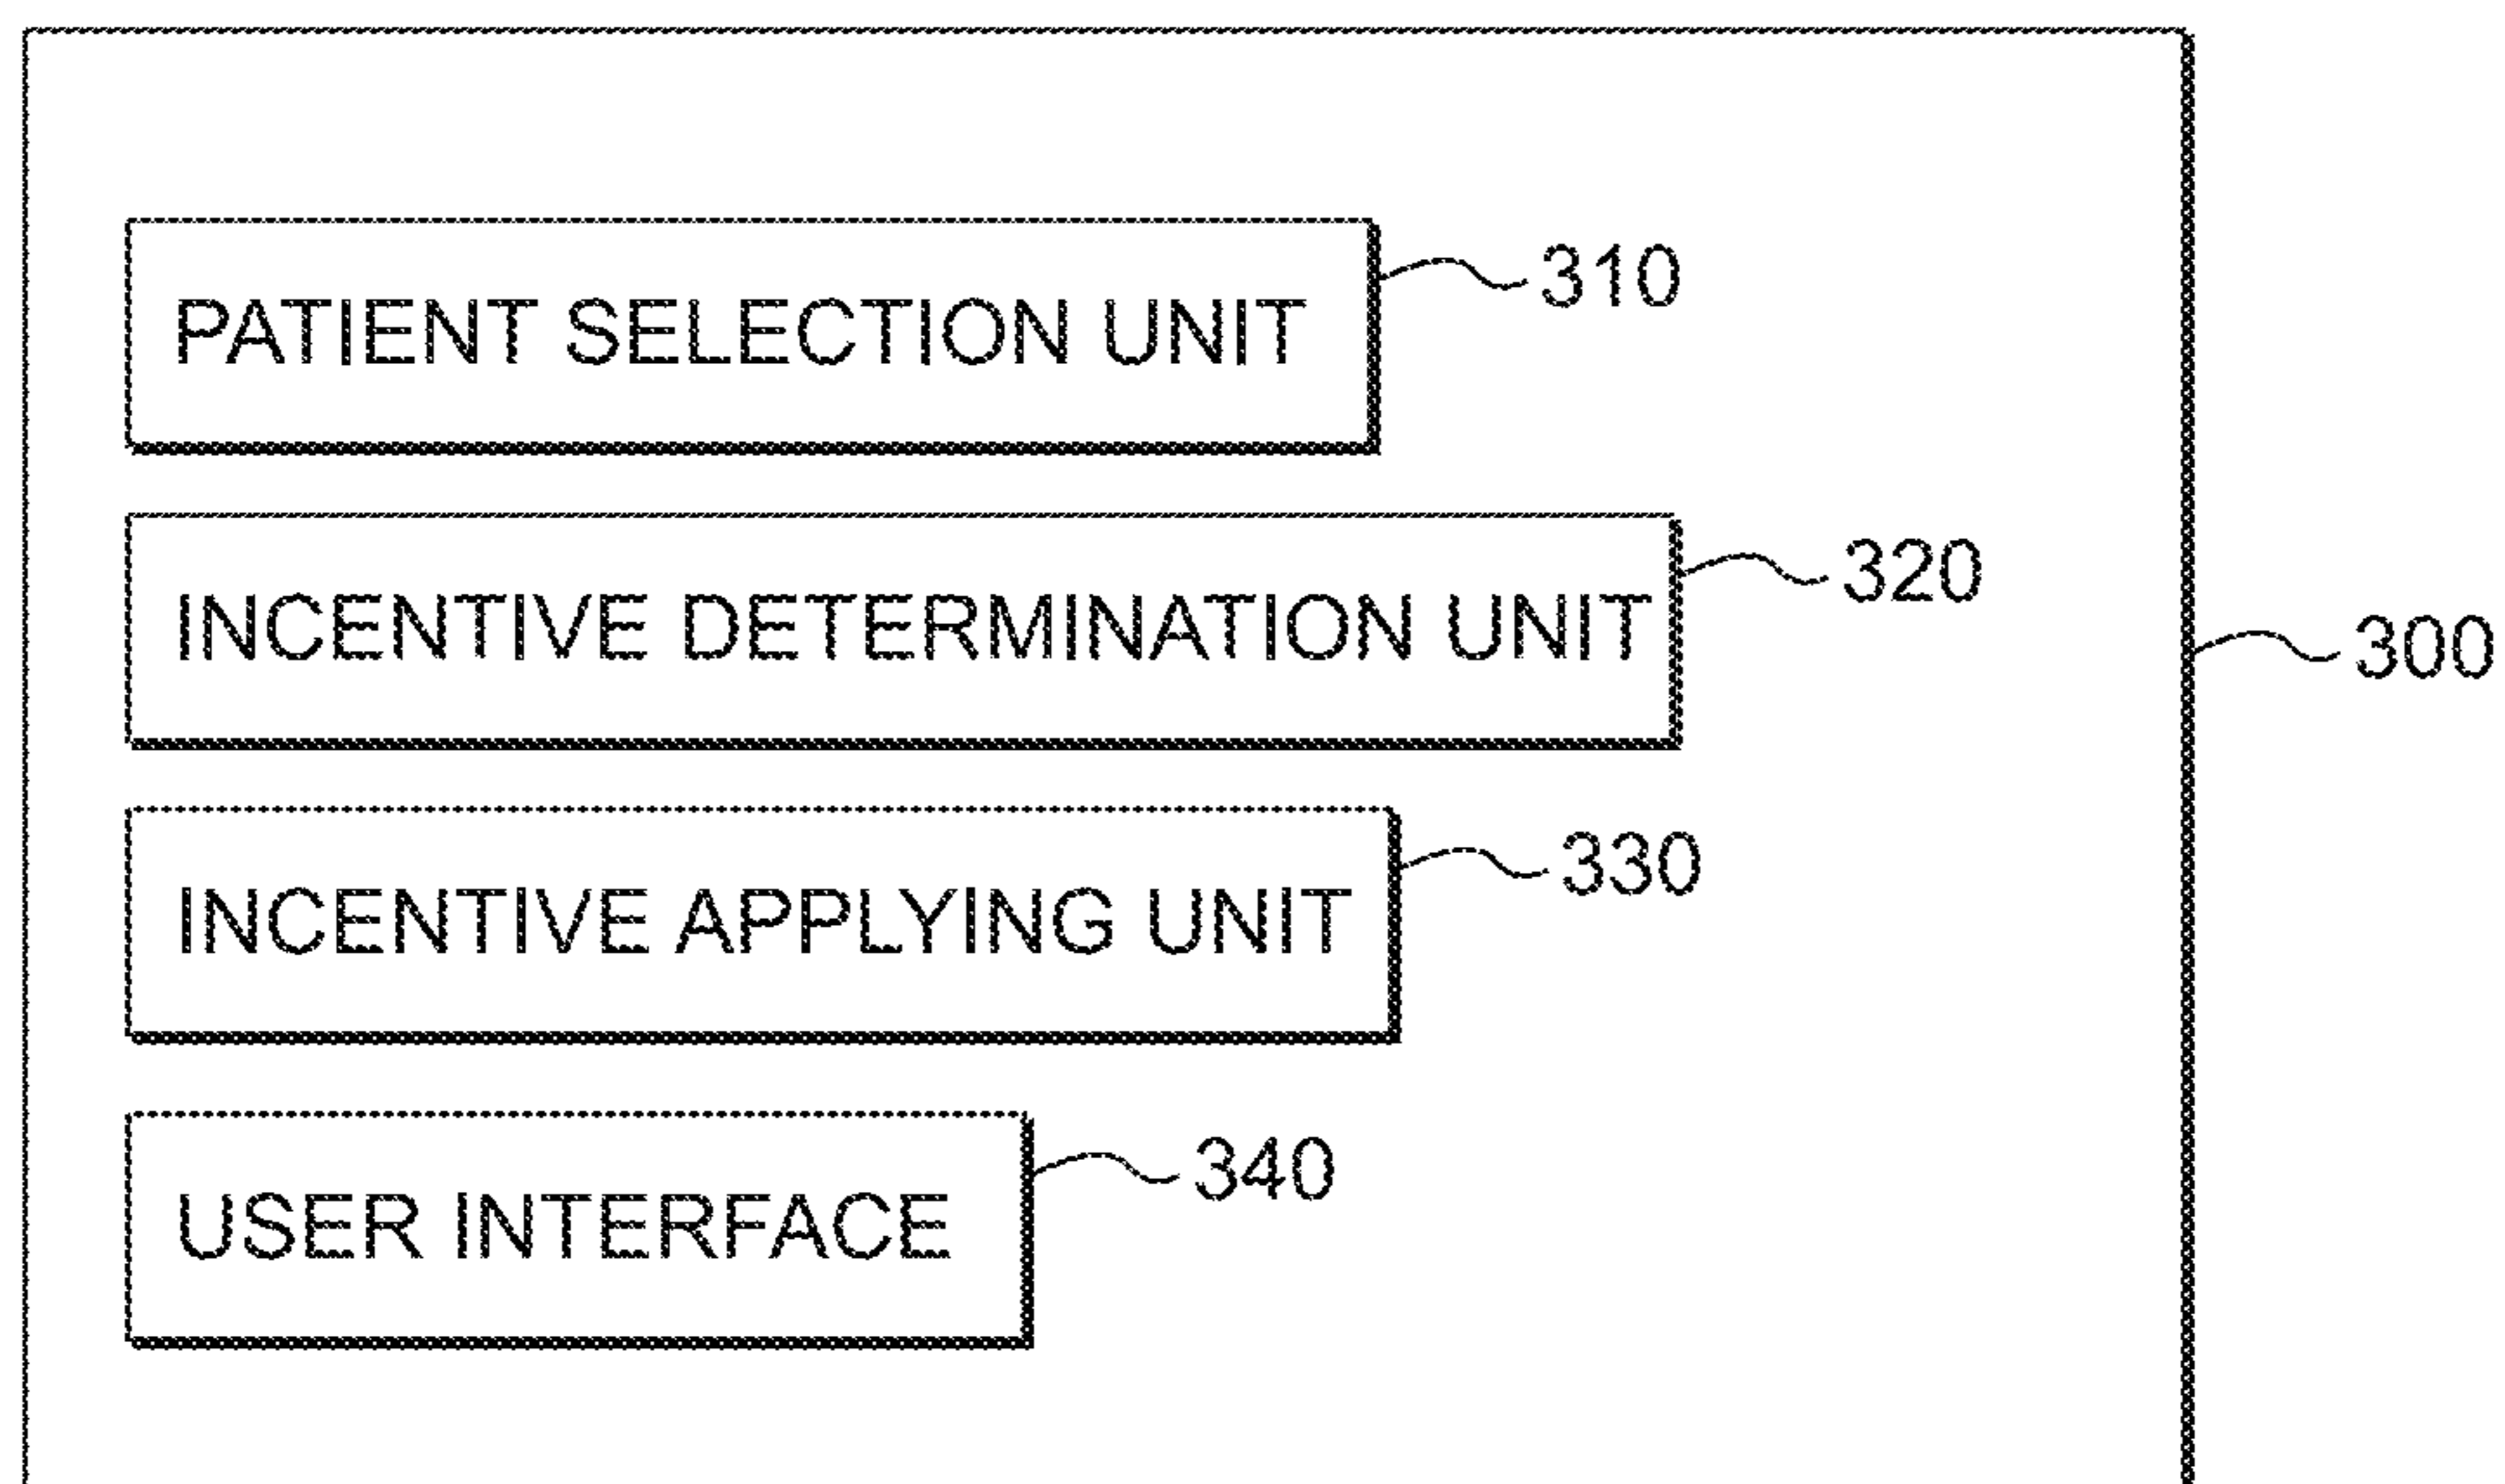 PATIENT SELECTION UNIT 310
INCENTIVE DETERMINATION UNIT 320
300
INCENTIVE APPLYING UNIT 330
USER INTERFACE 340